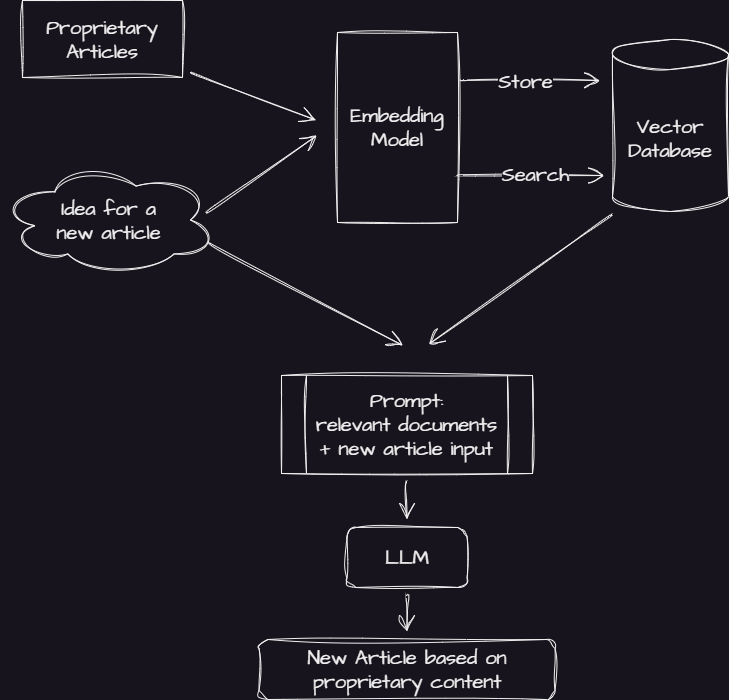 Proprietary
Articles
Embedding
Model
Store
Search
Vector
Database
Idea for a
new article
Prompt:
relevant documents
+ new article input
LLM
New Article based on
proprietary content